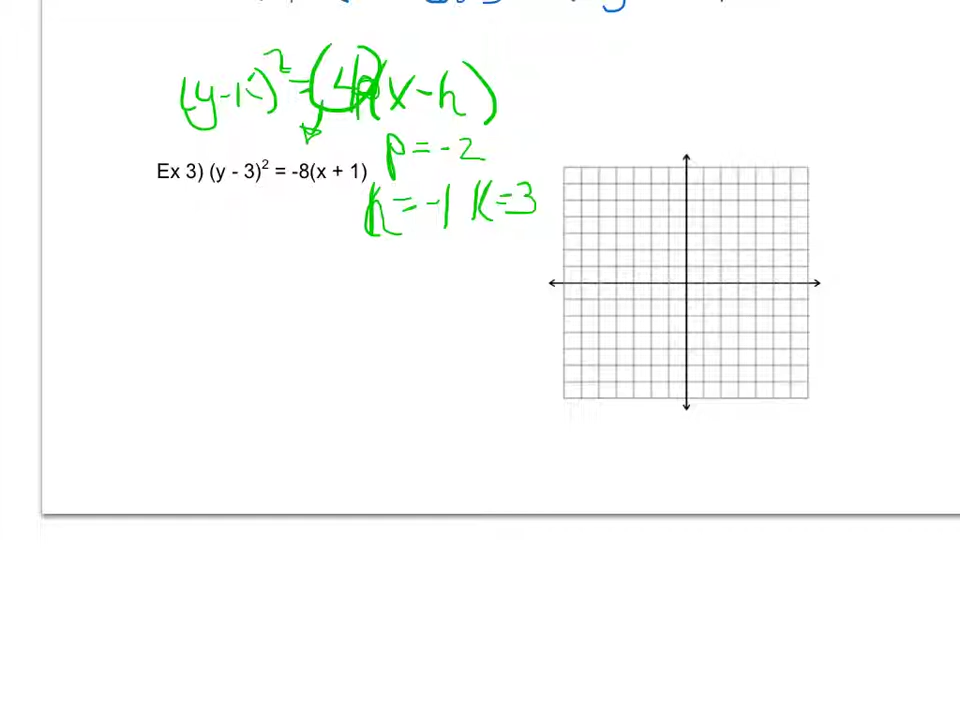 (y-k)² = (4p)(x-h)
p = -2
Ex 3) (y - 3)² = -8(x + 1)
h = -1 k = 3